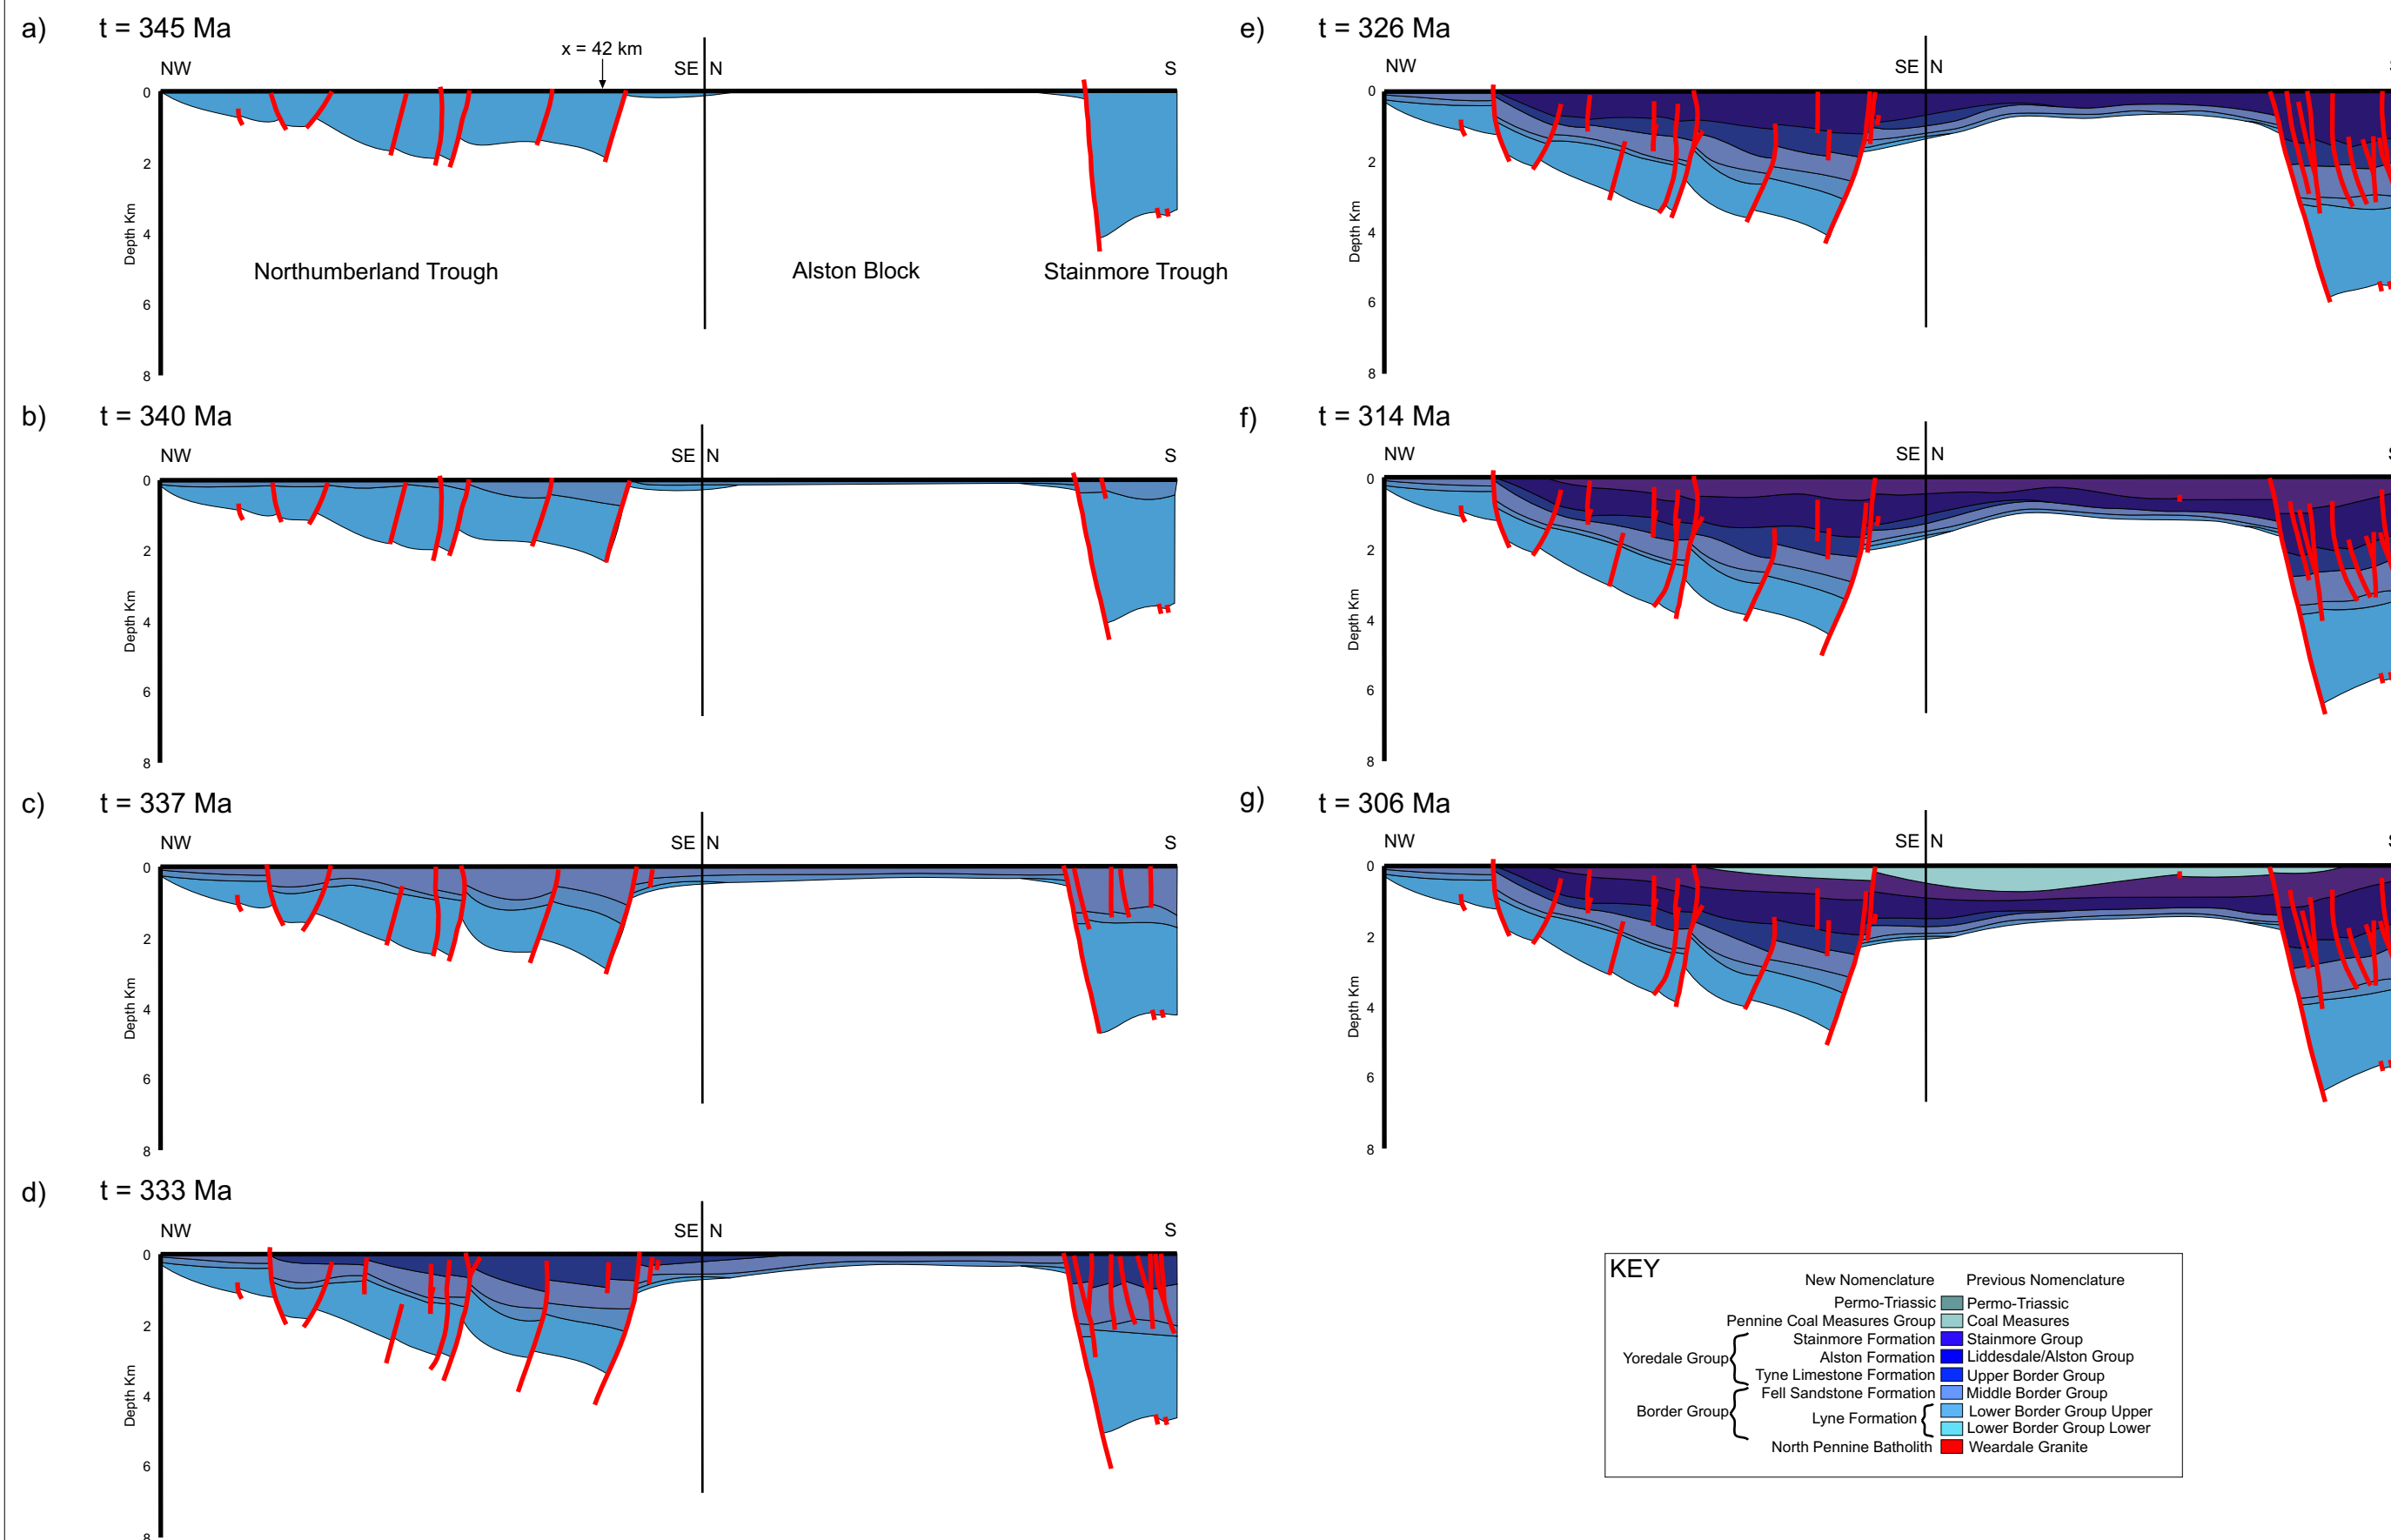 a) t = 345 Ma
x = 42 km
NW SE N S
0
2
4
6
8
Depth Km
Northumberland Trough Alston Block Stainmore Trough
b) t = 340 Ma
NW SE N S
0
2
4
6
8
Depth Km
c) t = 337 Ma
NW SE N S
0
2
4
6
8
Depth Km
d) t = 333 Ma
NW SE N S
0
2
4
6
8
Depth Km
e) t = 326 Ma
NW SE N S
0
2
4
6
8
Depth Km
f) t = 314 Ma
NW SE N S
0
2
4
6
8
Depth Km
g) t = 306 Ma
NW SE N S
0
2
4
6
8
Depth Km
KEY
New Nomenclature Previous Nomenclature
Permo-Triassic Permo-Triassic
Pennine Coal Measures Group Coal Measures
Stainmore Formation Stainmore Group
Yoredale Group Alston Formation Liddesdale/Alston Group
Tyne Limestone Formation Upper Border Group
Fell Sandstone Formation Middle Border Group
Border Group Lyne Formation Lower Border Group Upper
Lower Border Group Lower
North Pennine Batholith Weardale Granite